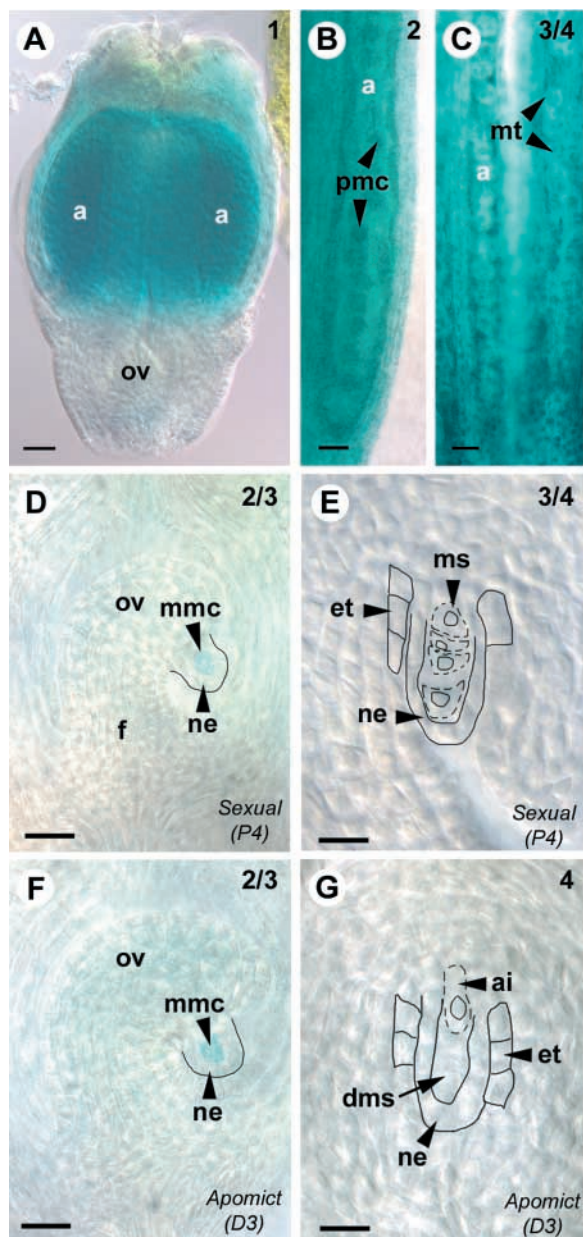 A
1
a
a
ov
B
2
a
pmc
C
3/4
mt
a
D
2/3
ov
mmc
ne
f
Sexual
(P4)
E
3/4
ms
et
ne
Sexual
(P4)
F
2/3
ov
mmc
ne
Apomict
(D3)
G
4
ai
et
dms
ne
Apomict
(D3)